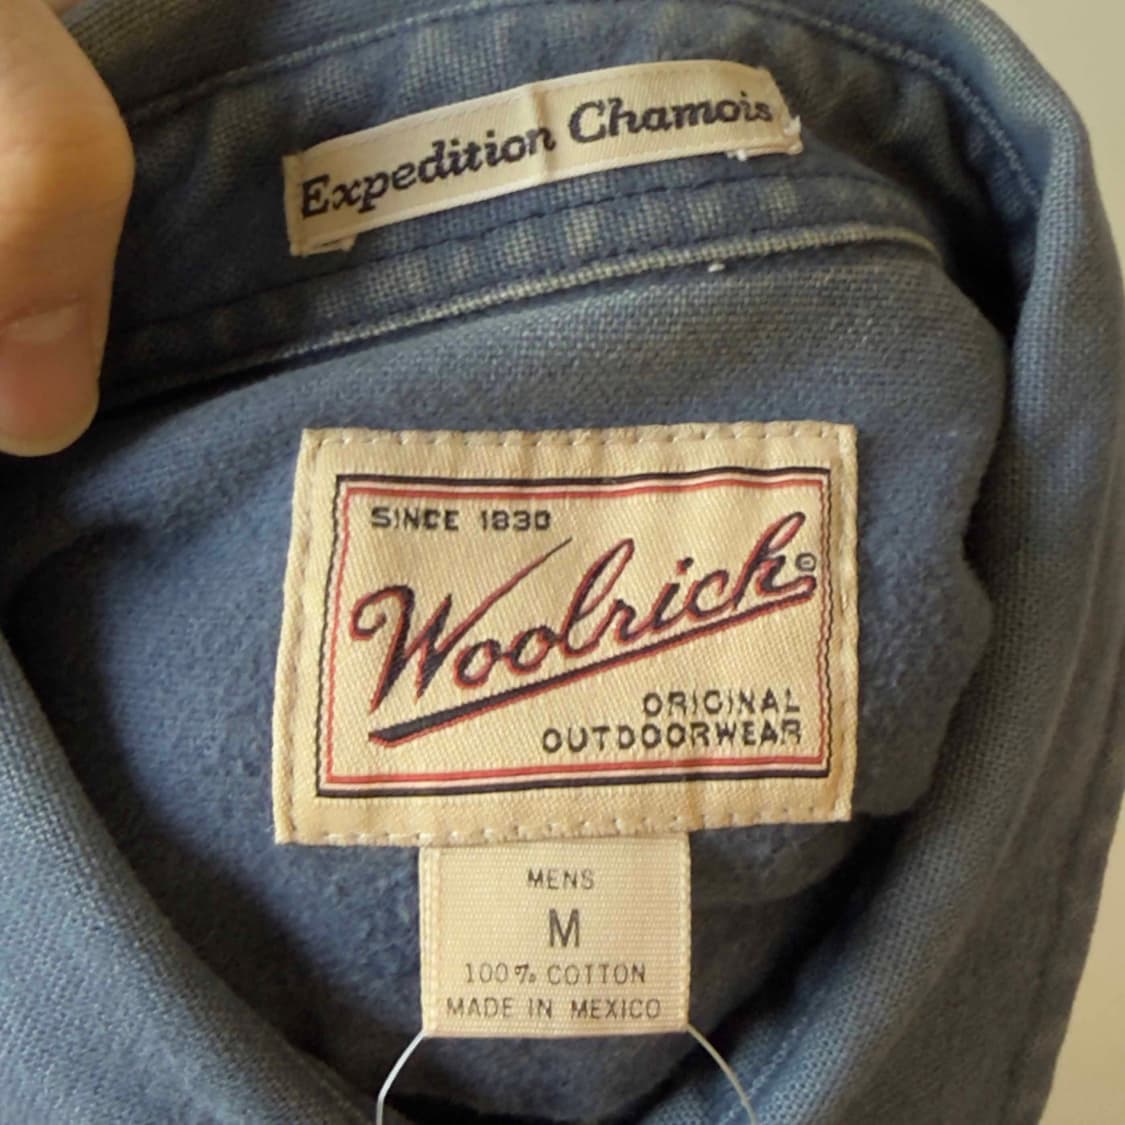 Expedition Chamois
SINCE 1830
Woolrich®
ORIGINAL
OUTDOORWEAR
MENS
M
100% COTTON
MADE IN MEXICO